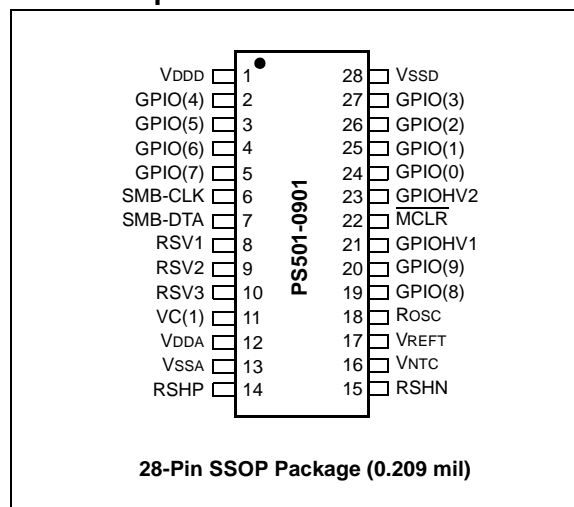 VDDD 1 28 VSSD
GPIO(4) 2 27 GPIO(3)
GPIO(5) 3 26 GPIO(2)
GPIO(6) 4 25 GPIO(1)
GPIO(7) 5 24 GPIO(0)
SMB-CLK 6 23 GPIOHV2
SMB-DTA 7 22 MCLR
RSV1 8 21 GPIOHV1
RSV2 9 20 GPIO(9)
RSV3 10 19 GPIO(8)
VC(1) 11 18 ROSC
VDDA 12 17 VREFT
VSSA 13 16 VNTC
RSHP 14 15 RSHN
PS501-0901
28-Pin SSOP Package (0.209 mil)